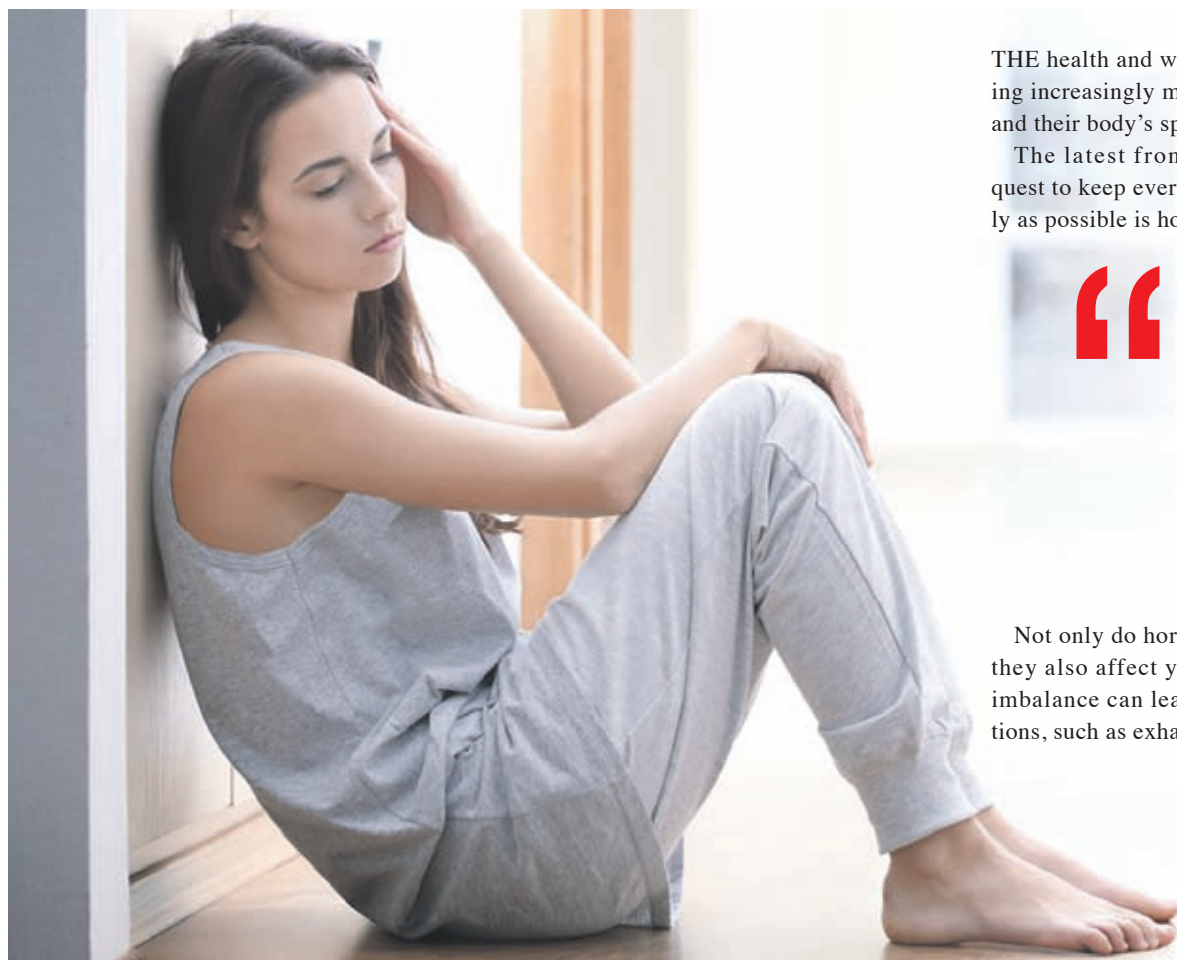 THE health and w
ing increasingly m
and their body’s sp
The latest fron
quest to keep ever
ly as possible is ho
“
Not only do hor
they also affect y
imbalance can lea
tions, such as exha